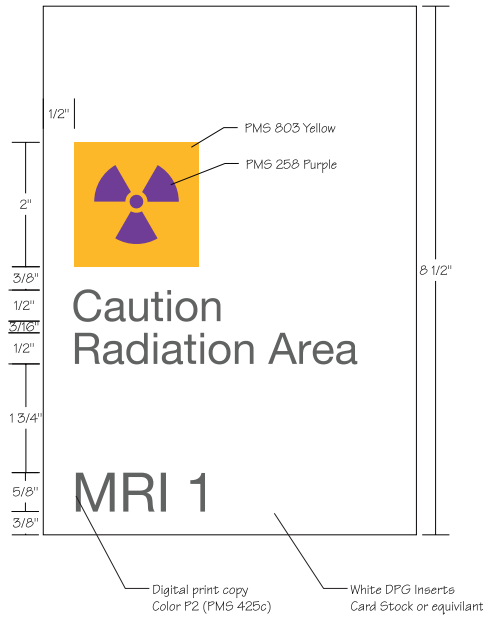 1/2"
PMS 803 Yellow
PMS 258 Purple
2"
8 1/2"
3/8"
1/2"
Caution
3/16"
1/2"
Radiation Area
1 3/4"
5/8"
MRI 1
3/8"
Digital print copy
Color P2 (PMS 425c)
White DPG Inserts
Card Stock or equivilant